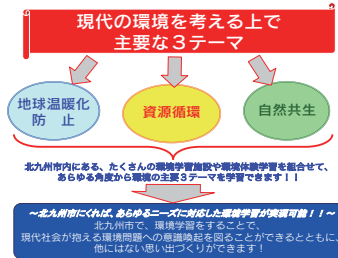 現代の環境を考える上で
主要な3テーマ
地球温暖化
防　止
資源循環
自然共生
北九州市内にある、たくさんの環境学習施設や環境体験学習を組合せて、
あらゆる角度から環境の主要3テーマを学習できます！！
～北九州市にくれば、あらゆるニーズに対応した環境学習が実現可能！！～
北九州市で、環境学習をすることで、
現代社会が抱える環境問題への意識喚起を図ることができるとともに、
他にはない思い出づくりができます！